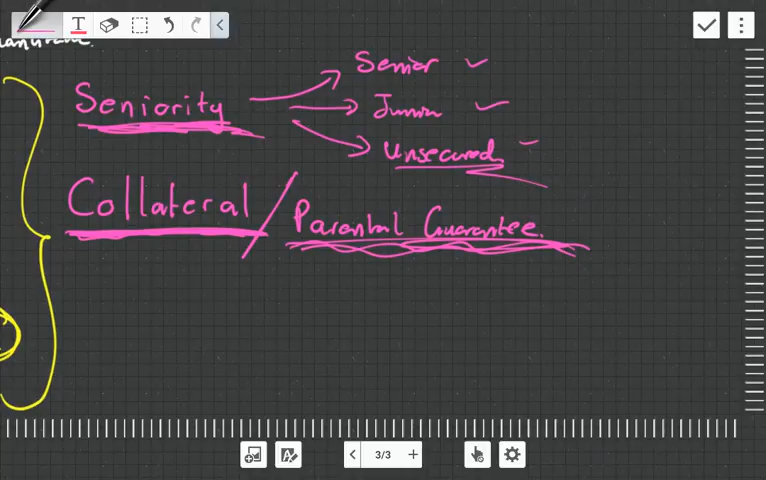 T
Seniority
Senior
Junior
Unsecured
Collateral / Parental Guarantee.
3/3